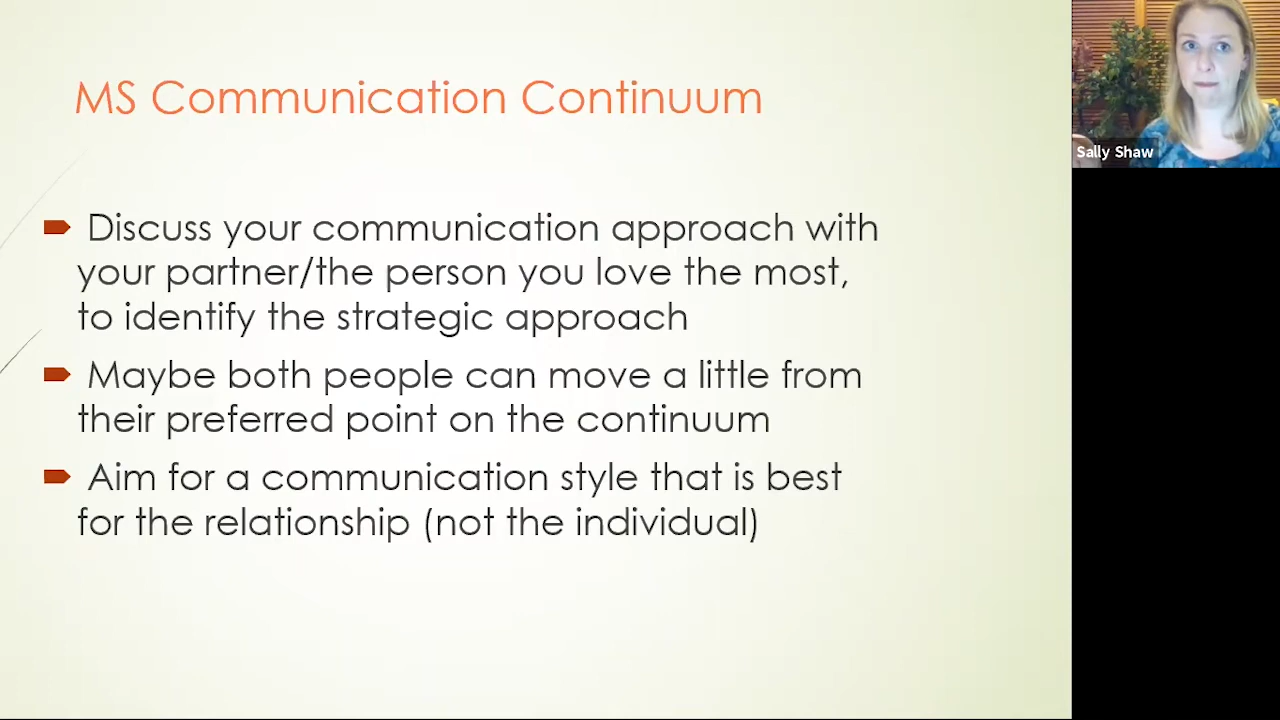 MS Communication Continuum
Discuss your communication approach with
your partner/the person you love the most,
to identify the strategic approach
Maybe both people can move a little from
their preferred point on the continuum
Aim for a communication style that is best
for the relationship (not the individual)
Sally Shaw